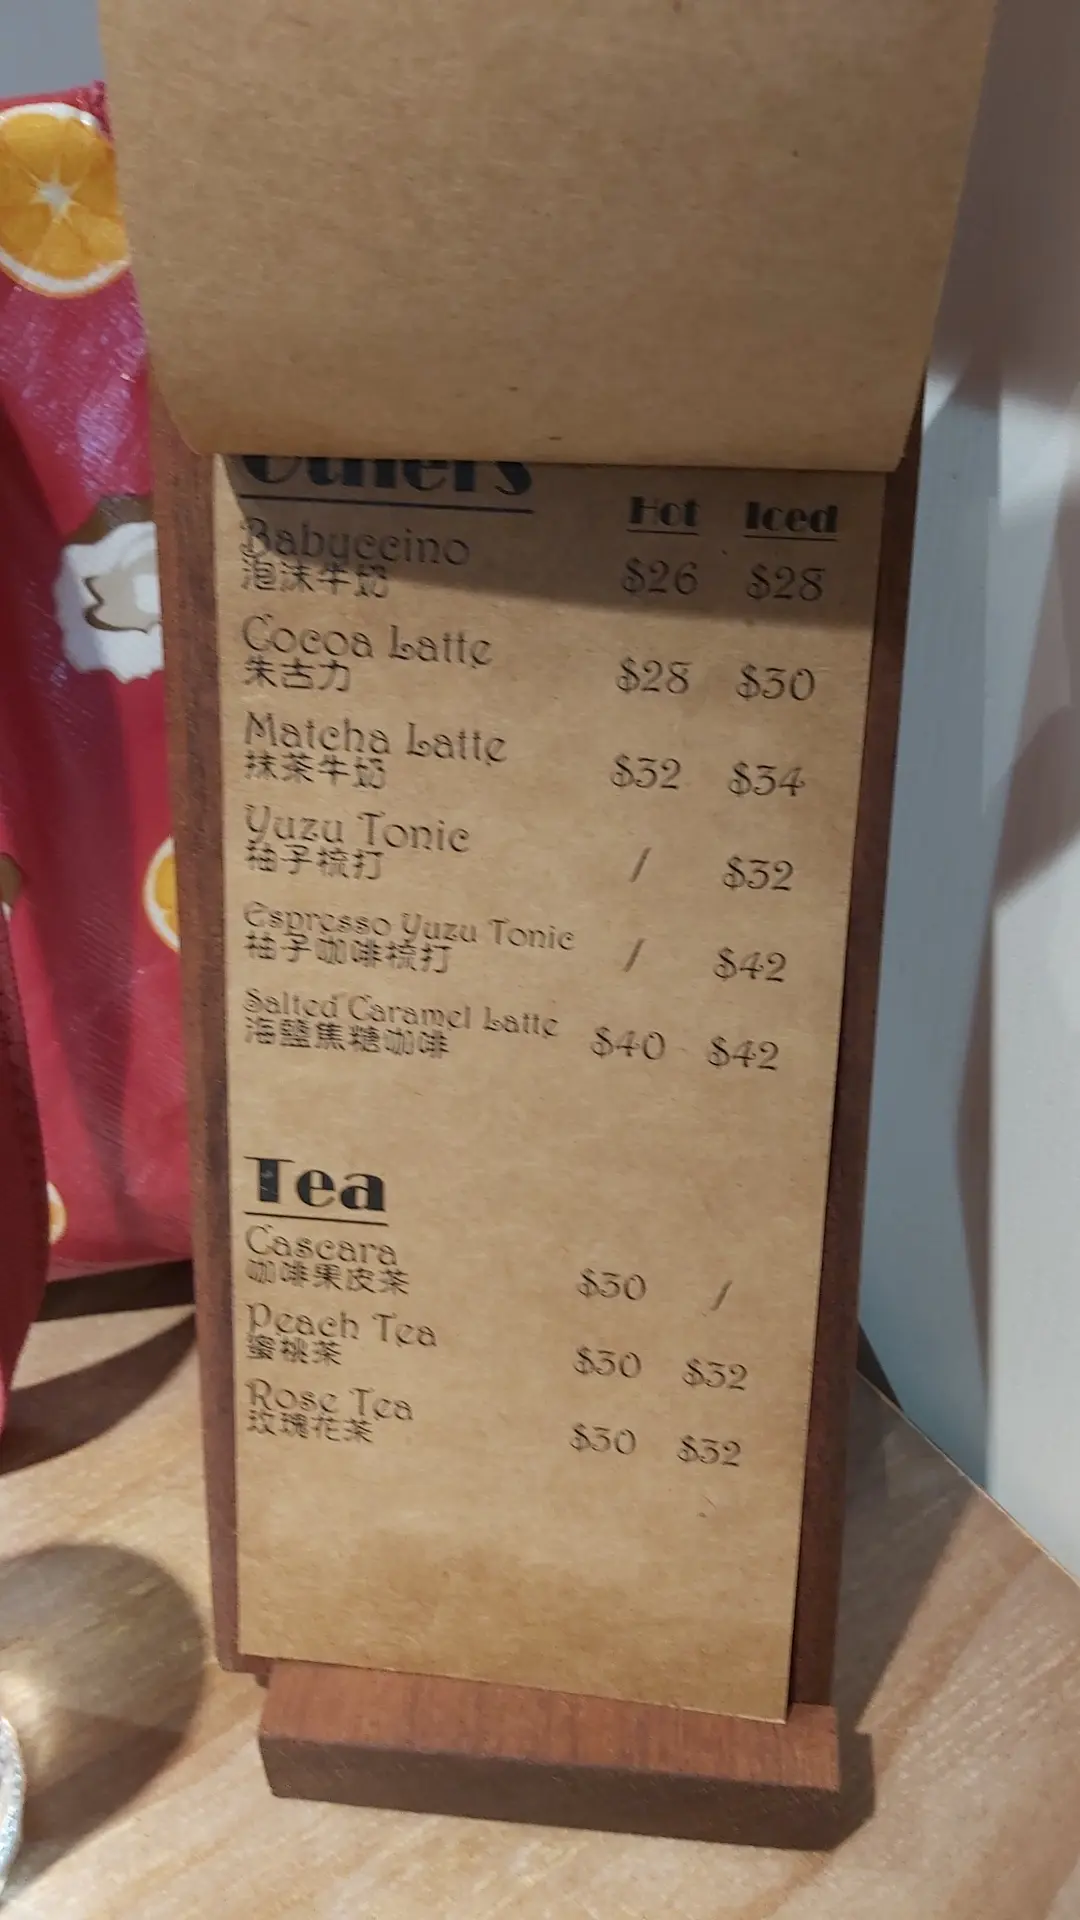 Others
Hot Iced
Babyccino $26 $28
泡沫牛奶
Cocoa Latte $28 $30
朱古力
Matcha Latte $32 $34
抹茶牛奶
Yuzu Tonic / $32
柚子梳打
Espresso Yuzu Tonic / $42
柚子咖啡梳打
Salted Caramel Latte $40 $42
海鹽焦糖咖啡
Tea
Cascara $30 /
咖啡果皮茶
Peach Tea $30 $32
蜜桃茶
Rose Tea $30 $32
玫瑰花茶